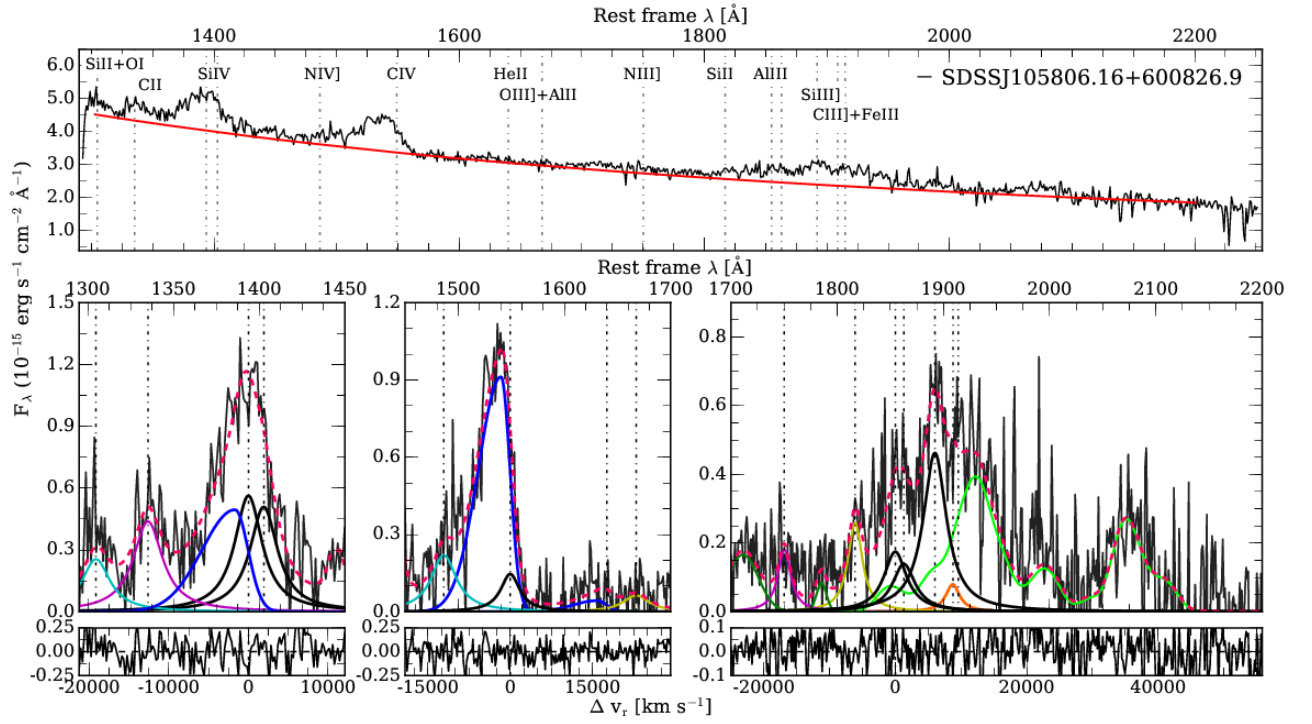 Rest frame λ [Å]
1400 1600 1800 2000 2200
6.0
5.0
4.0
3.0
2.0
1.0
SiII+OI
CII
SiIV
NIV]
CIV
HeII
OIII]+AlII
NIII]
SiII
AlIII
SiIII]
CIII]+FeIII
— SDSSJ105806.16+600826.9
F_λ (10⁻¹⁵ erg s⁻¹ cm⁻² Å⁻¹)
Rest frame λ [Å]
1300 1350 1400 1450
1500 1600 1700
1700 1800 1900 2000 2100 2200
1.5
1.2
0.9
0.6
0.3
0.0
1.2
0.9
0.6
0.3
0.0
0.8
0.6
0.4
0.2
0.0
0.25
0.00
-0.25
0.25
0.00
-0.25
0.1
0.0
-0.1
-20000 -10000 0 10000
-15000 0 15000
-20000 0 20000 40000
Δ vᵣ [km s⁻¹]